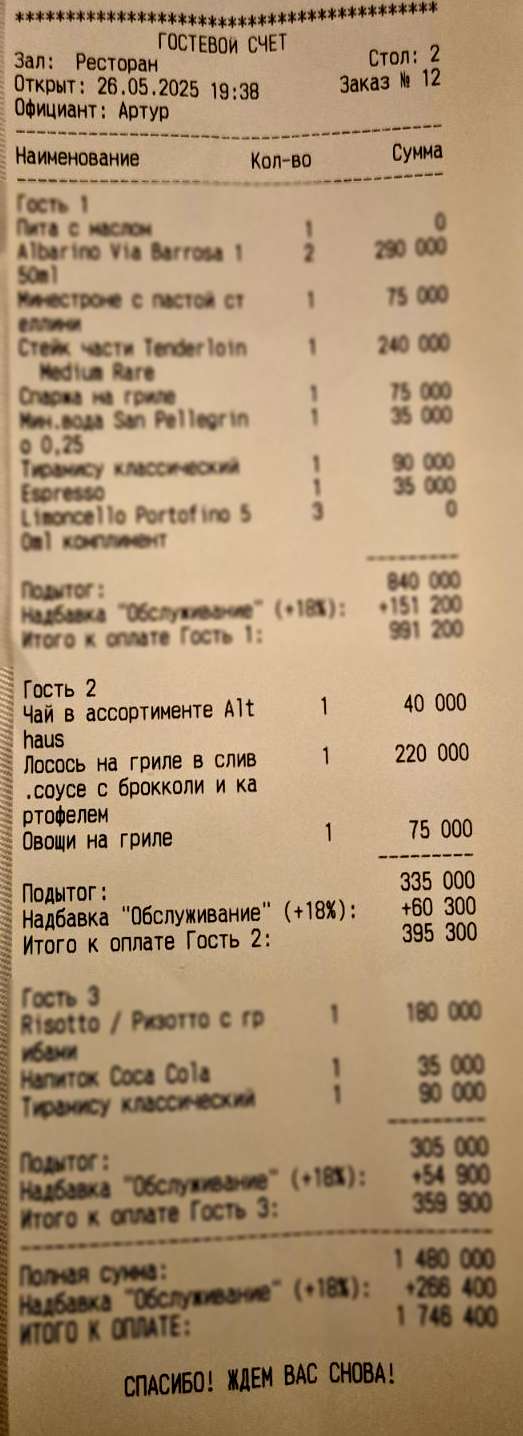 ******************************************
ГОСТЕВОЙ СЧЕТ
Зал: Ресторан Стол: 2
Открыт: 26.05.2025 19:38 Заказ № 12
Официант: Артур
Наименование Кол-во Сумма
Гость 1
Пита с маслом 1 0
Albarino Via Barrosa 1 2 290 000
50ml
Минестроне с пастой ст 1 75 000
еллини
Стейк части Tenderloin 1 240 000
Medium Rare
Спаржа на гриле 1 75 000
Мин.вода San Pellegrin 1 35 000
o 0,25
Тирамису классический 1 90 000
Espresso 1 35 000
Limoncello Portofino 5 3 0
0ml комплимент
----------
Подытог: 840 000
Надбавка "Обслуживание" (+18%): +151 200
Итого к оплате Гость 1: 991 200
Гость 2
Чай в ассортименте Alt 1 40 000
haus
Лосось на гриле в слив 1 220 000
.соусе с брокколи и ка
ртофелем
Овощи на гриле 1 75 000
----------
Подытог: 335 000
Надбавка "Обслуживание" (+18%): +60 300
Итого к оплате Гость 2: 395 300
Гость 3
Risotto / Ризотто с гр 1 180 000
ибами
Напиток Coca Cola 1 35 000
Тирамису классический 1 90 000
----------
Подытог: 305 000
Надбавка "Обслуживание" (+18%): +54 900
Итого к оплате Гость 3: 359 900
Полная сумма: 1 480 000
Надбавка "Обслуживание" (+18%): +266 400
ИТОГО К ОПЛАТЕ: 1 746 400
СПАСИБО! ЖДЕМ ВАС СНОВА!